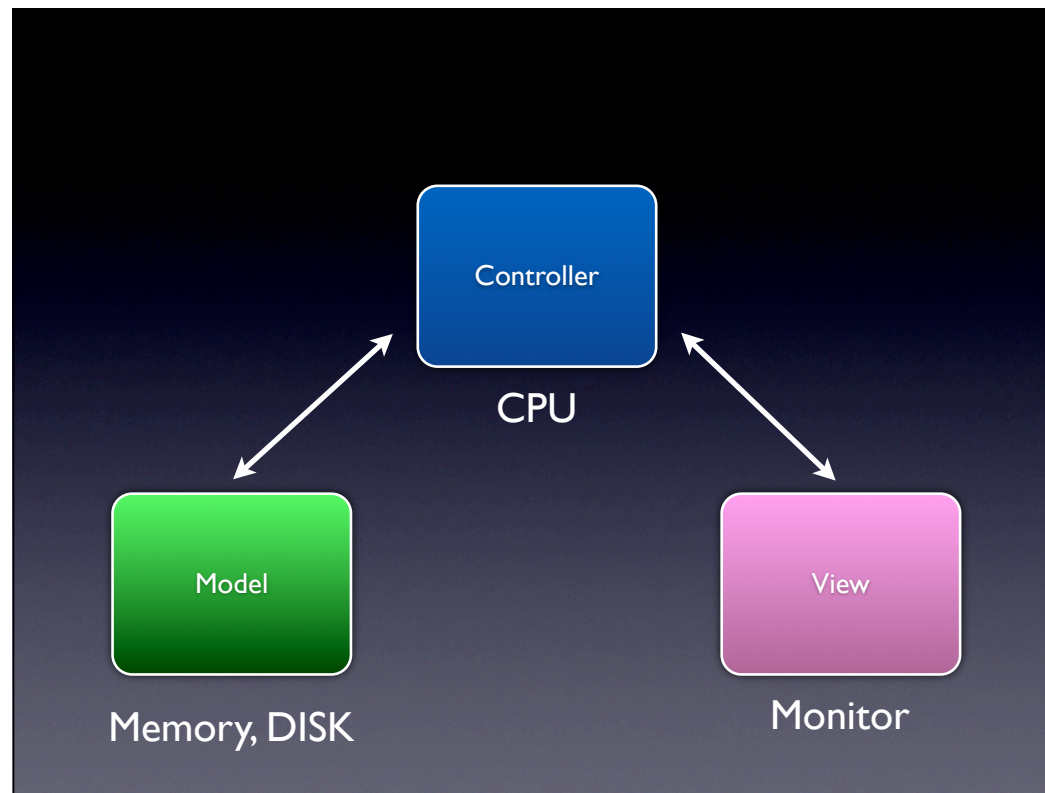 Controller
CPU
Model
View
Memory, DISK
Monitor